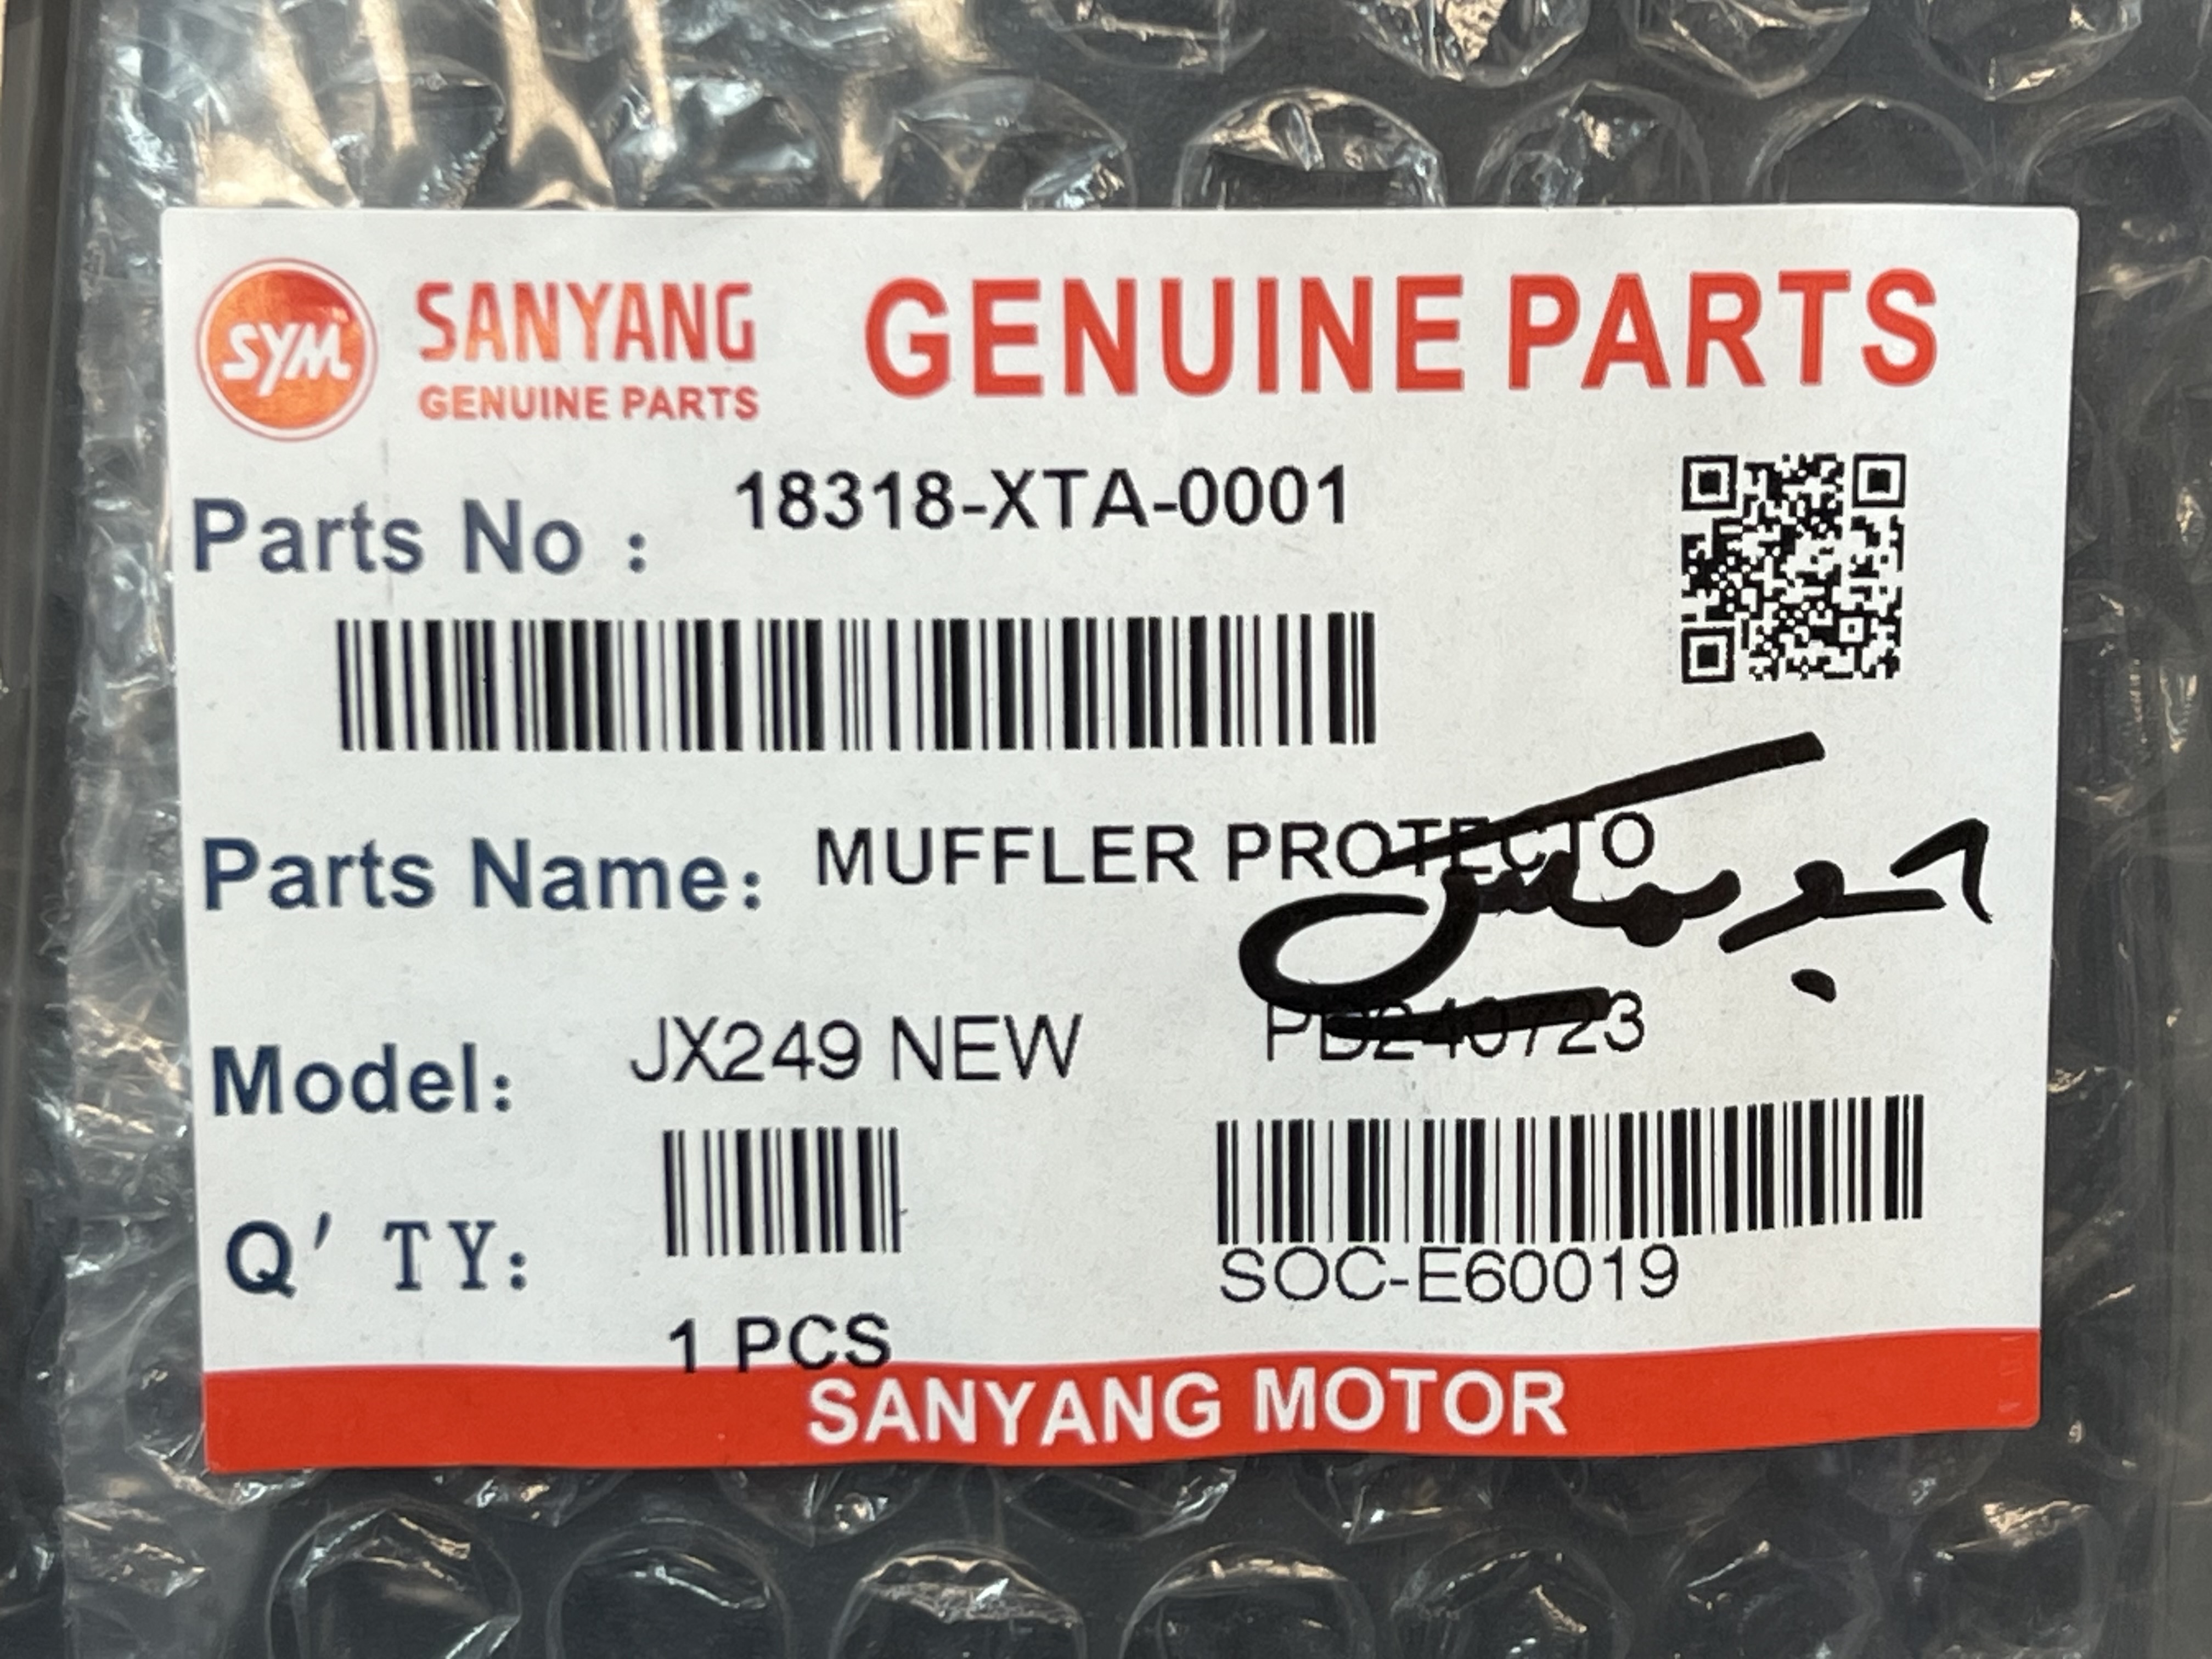 SYM
SANYANG
GENUINE PARTS
GENUINE PARTS
Parts No : 18318-XTA-0001
Parts Name: MUFFLER PROTECTO
Model: JX249 NEW PD240723
Q' TY: 1 PCS
SOC-E60019
SANYANG MOTOR